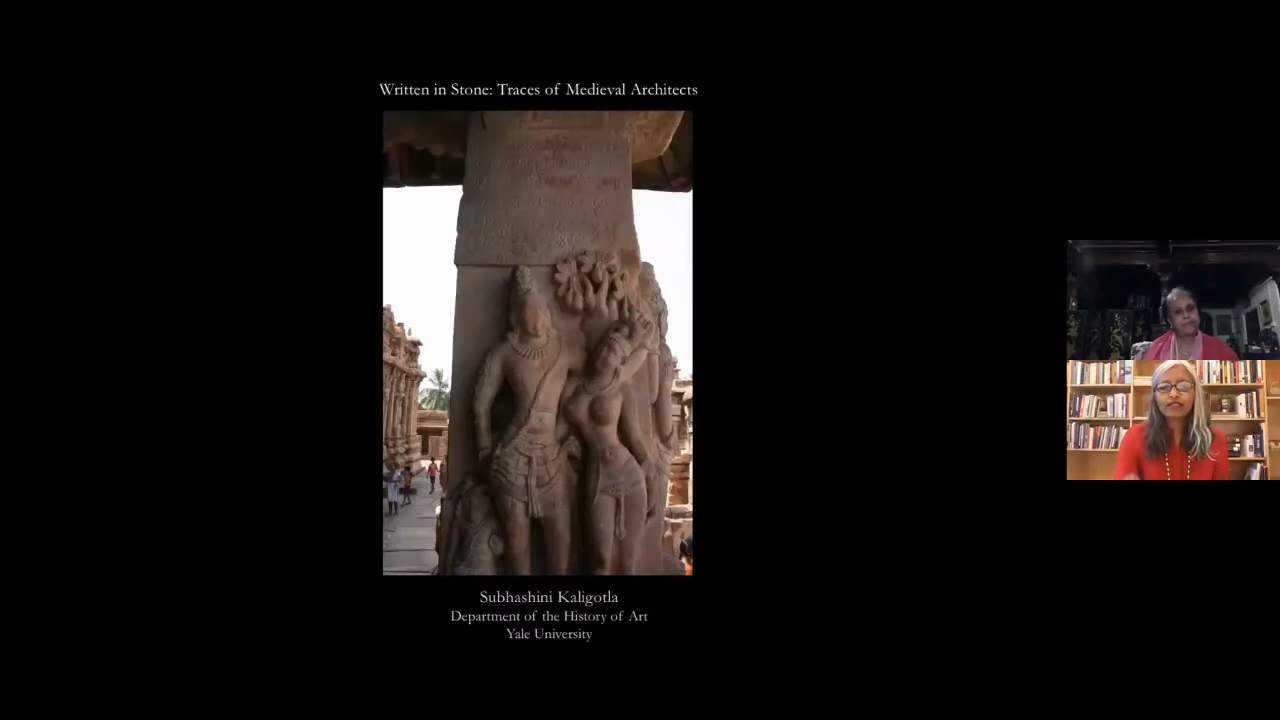 Written in Stone: Traces of Medieval Architects
Subhashini Kaligotla
Department of the History of Art
Yale University